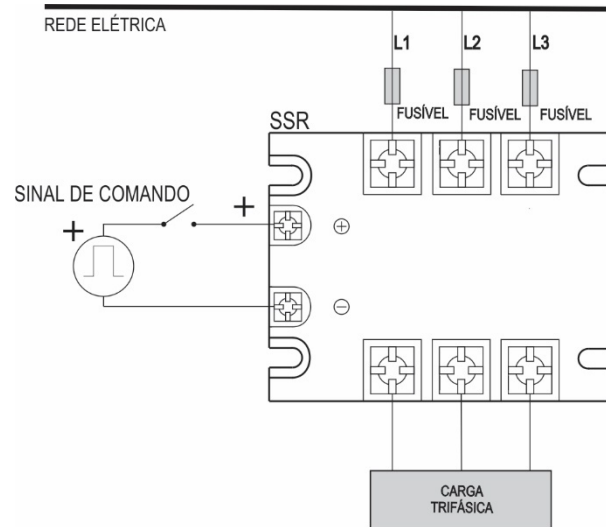 REDE ELÉTRICA
L1 L2 L3
FUSÍVEL FUSÍVEL FUSÍVEL
SSR
SINAL DE COMANDO
+ +
+
−
CARGA
TRIFÁSICA